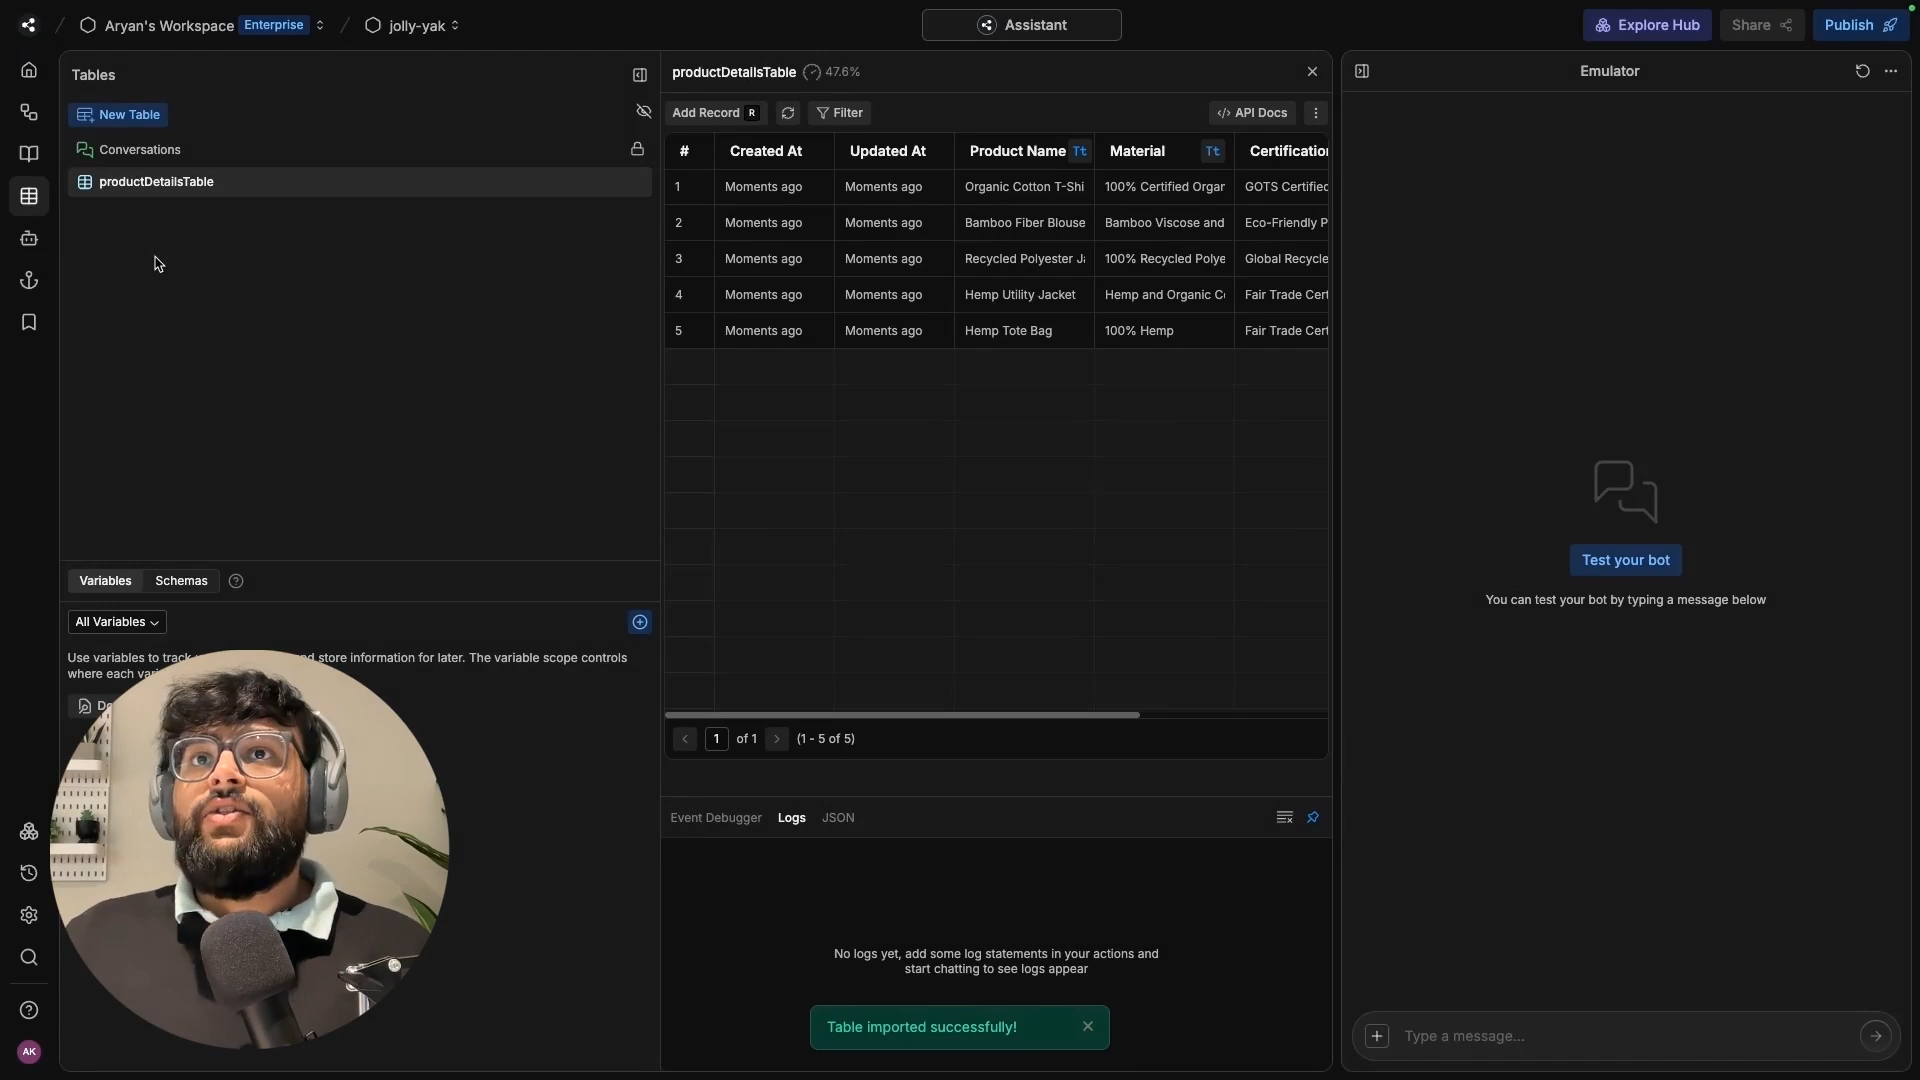 Aryan's Workspace Enterprise
jolly-yak
Assistant
Explore Hub
Share
Publish
Tables
New Table
Conversations
productDetailsTable
Variables
Schemas
All Variables
Use variables to track
store information for later. The variable scope controls
where each
productDetailsTable 47.6%
Add Record R
Filter
API Docs
# Created At Updated At Product Name Tt Material Tt Certification
1 Moments ago Moments ago Organic Cotton T-Shi 100% Certified Organ GOTS Certified
2 Moments ago Moments ago Bamboo Fiber Blouse Bamboo Viscose and Eco-Friendly P
3 Moments ago Moments ago Recycled Polyester Ja 100% Recycled Polye Global Recycle
4 Moments ago Moments ago Hemp Utility Jacket Hemp and Organic Co Fair Trade Cert
5 Moments ago Moments ago Hemp Tote Bag 100% Hemp Fair Trade Cert
1 of 1 (1 - 5 of 5)
Event Debugger Logs JSON
No logs yet, add some log statements in your actions and
start chatting to see logs appear
Table imported successfully!
Emulator
Test your bot
You can test your bot by typing a message below
Type a message...
AK